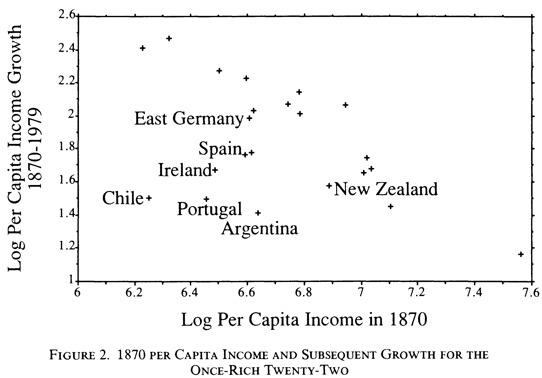 2.6
2.4
2.2
2
1.8
1.6
1.4
1.2
1
Log Per Capita Income Growth
1870-1979
East Germany
Spain
Ireland
New Zealand
Chile
Portugal
Argentina
6 6.2 6.4 6.6 6.8 7 7.2 7.4 7.6
Log Per Capita Income in 1870
FIGURE 2. 1870 PER CAPITA INCOME AND SUBSEQUENT GROWTH FOR THE
ONCE-RICH TWENTY-TWO